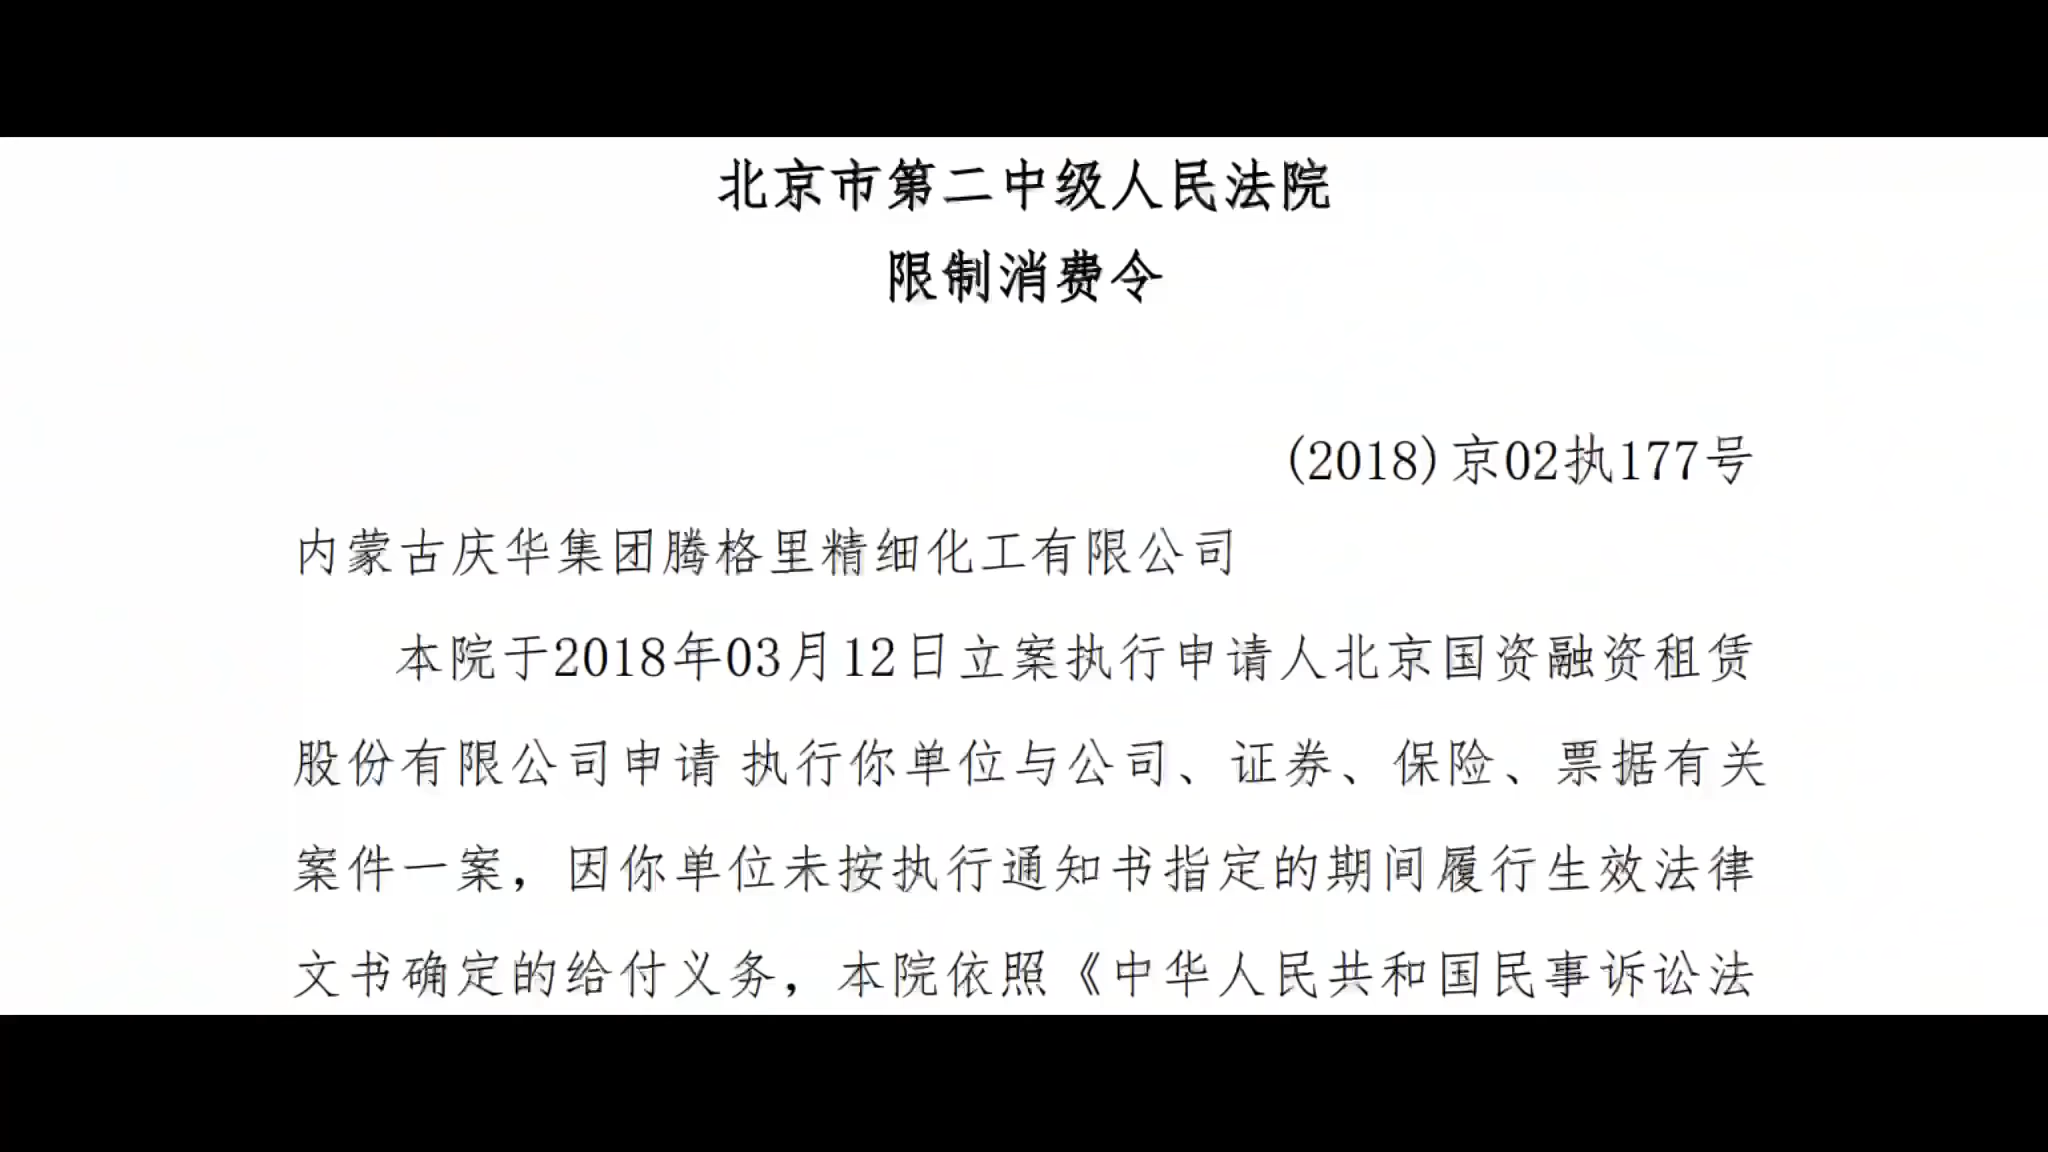 北京市第二中级人民法院
限制消费令
(2018)京02执177号
内蒙古庆华集团腾格里精细化工有限公司
本院于2018年03月12日立案执行申请人北京国资融资租赁
股份有限公司申请 执行你单位与公司、证券、保险、票据有关
案件一案，因你单位未按执行通知书指定的期间履行生效法律
文书确定的给付义务，本院依照《中华人民共和国民事诉讼法